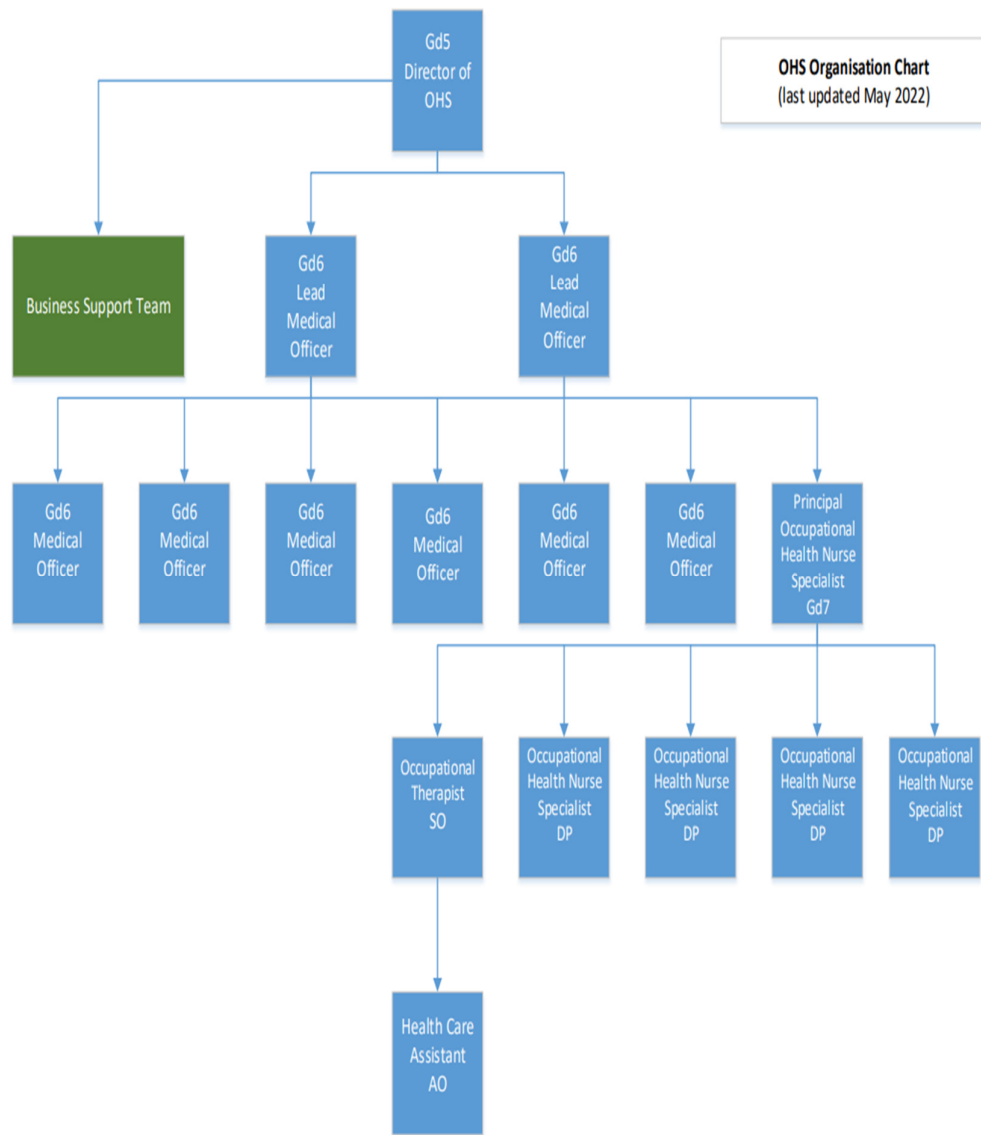 Gd5
Director of
OHS
OHS Organisation Chart
(last updated May 2022)
Business Support Team
Gd6
Lead
Medical
Officer
Gd6
Lead
Medical
Officer
Gd6
Medical
Officer
Gd6
Medical
Officer
Gd6
Medical
Officer
Gd6
Medical
Officer
Gd6
Medical
Officer
Gd6
Medical
Officer
Principal
Occupational
Health Nurse
Specialist
Gd7
Occupational
Therapist
SO
Occupational
Health Nurse
Specialist
DP
Occupational
Health Nurse
Specialist
DP
Occupational
Health Nurse
Specialist
DP
Occupational
Health Nurse
Specialist
DP
Health Care
Assistant
AO